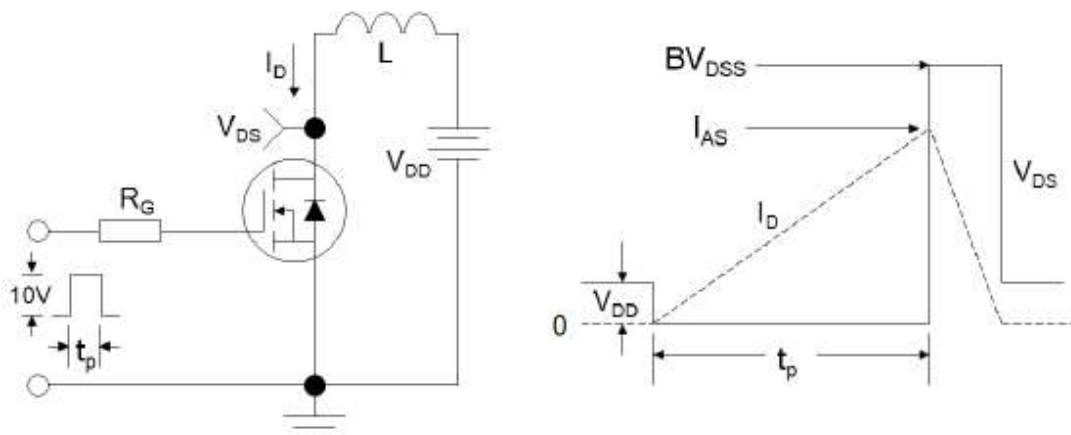 L
I_D
V_DS
V_DD
R_G
10V
t_p
BV_DSS
I_AS
V_DS
I_D
V_DD
0
t_p